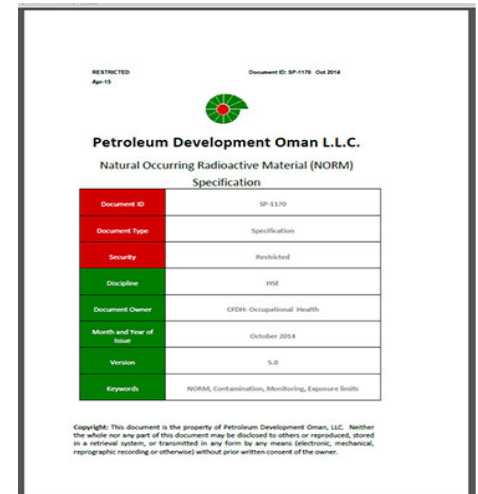 RESTRICTED Document ID: SP-1170 Oct 2014
Apr-15
Petroleum Development Oman L.L.C.
Natural Occurring Radioactive Material (NORM)
Specification
Document ID SP-1170
Document Type Specification
Security Restricted
Discipline HSE
Document Owner CFDH- Occupational Health
Month and Year of
Issue October 2014
Version 5.0
Keywords NORM, Contamination, Monitoring, Exposure limits
Copyright: This document is the property of Petroleum Development Oman, LLC. Neither
the whole nor any part of this document may be disclosed to others or reproduced, stored
in a retrieval system, or transmitted in any form by any means (electronic, mechanical,
reprographic recording or otherwise) without prior written consent of the owner.